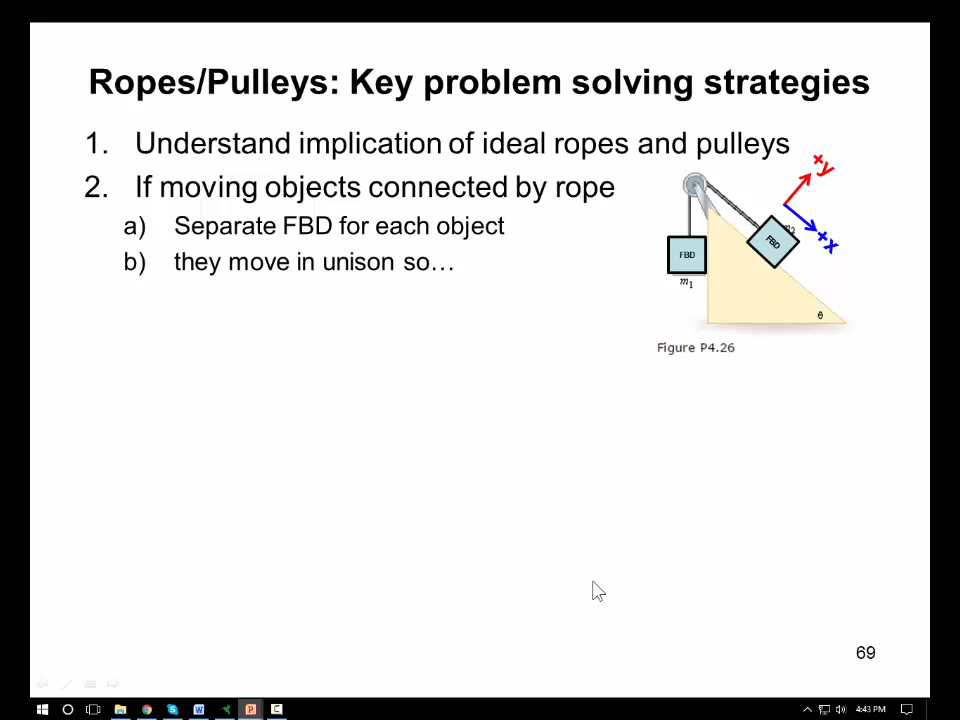 Ropes/Pulleys: Key problem solving strategies
1. Understand implication of ideal ropes and pulleys
2. If moving objects connected by rope
a) Separate FBD for each object
b) they move in unison so…
+y
+x
FBD
FBD
m₁
θ
Figure P4.26
69
4:43 PM